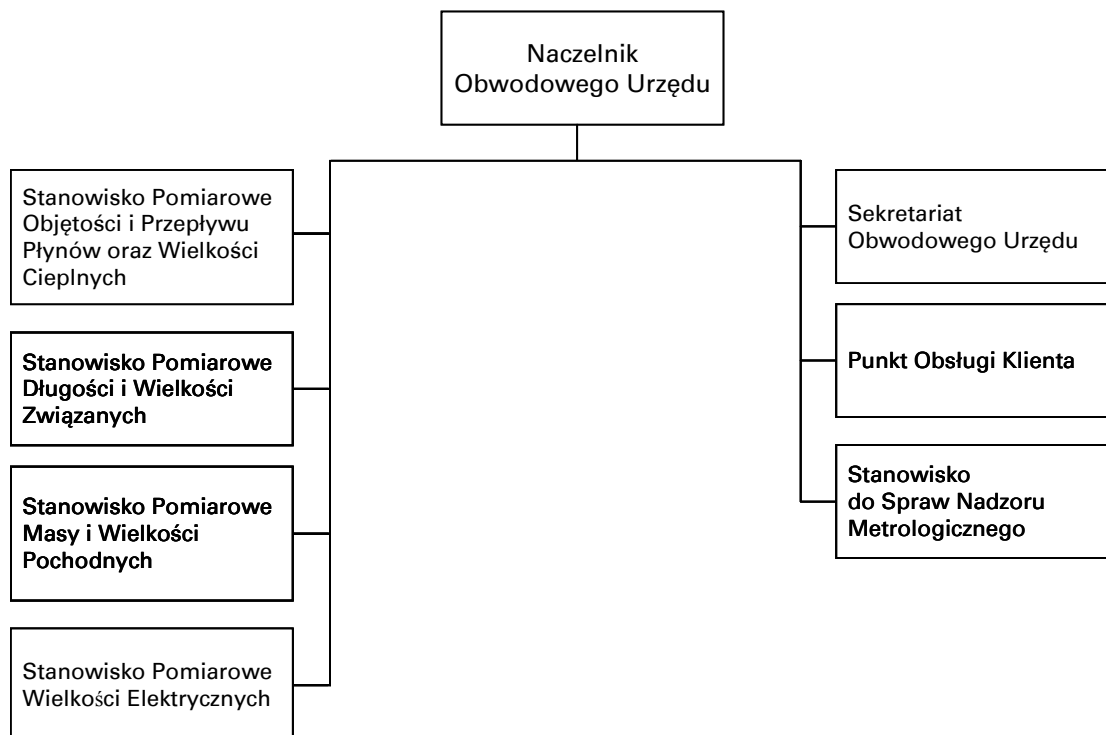 Naczelnik
Obwodowego Urzędu
Stanowisko Pomiarowe
Objętości i Przepływu
Płynów oraz Wielkości
Cieplnych
Stanowisko Pomiarowe
Długości i Wielkości
Związanych
Stanowisko Pomiarowe
Masy i Wielkości
Pochodnych
Stanowisko Pomiarowe
Wielkości Elektrycznych
Sekretariat
Obwodowego Urzędu
Punkt Obsługi Klienta
Stanowisko
do Spraw Nadzoru
Metrologicznego